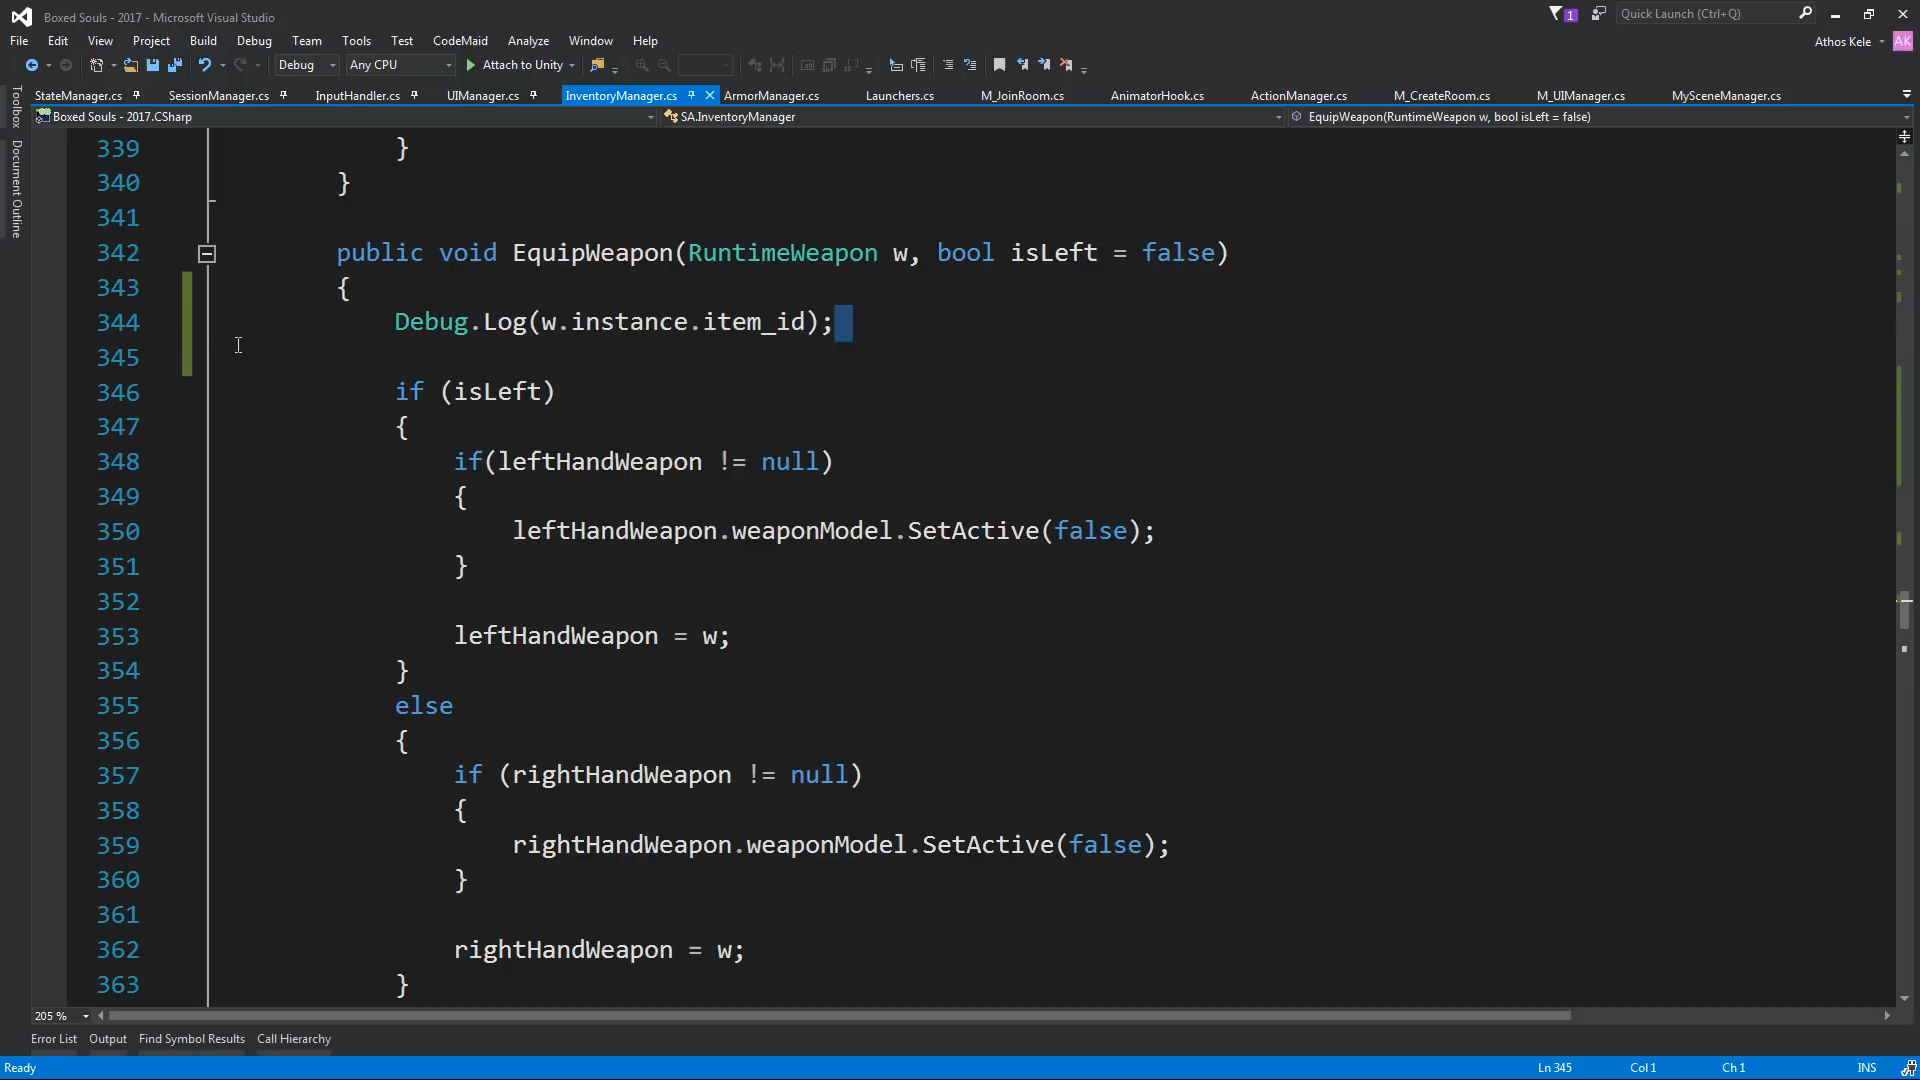 Boxed Souls - 2017 - Microsoft Visual Studio
1
Quick Launch (Ctrl+Q)
File Edit View Project Build Debug Team Tools Test CodeMaid Analyze Window Help
Athos Kele
AK
Debug
Any CPU
Attach to Unity
Toolbox
Document Outline
StateManager.cs SessionManager.cs InputHandler.cs UIManager.cs InventoryManager.cs ArmorManager.cs Launchers.cs M_JoinRoom.cs AnimatorHook.cs ActionManager.cs M_CreateRoom.cs M_UIManager.cs MySceneManager.cs
Boxed Souls - 2017.CSharp
SA.InventoryManager
EquipWeapon(RuntimeWeapon w, bool isLeft = false)
339 }
340 }
341
342 public void EquipWeapon(RuntimeWeapon w, bool isLeft = false)
343 {
344 Debug.Log(w.instance.item_id);
345
346 if (isLeft)
347 {
348 if(leftHandWeapon != null)
349 {
350 leftHandWeapon.weaponModel.SetActive(false);
351 }
352
353 leftHandWeapon = w;
354 }
355 else
356 {
357 if (rightHandWeapon != null)
358 {
359 rightHandWeapon.weaponModel.SetActive(false);
360 }
361
362 rightHandWeapon = w;
363 }
205 %
Error List Output Find Symbol Results Call Hierarchy
Ready
Ln 345 Col 1 Ch 1 INS